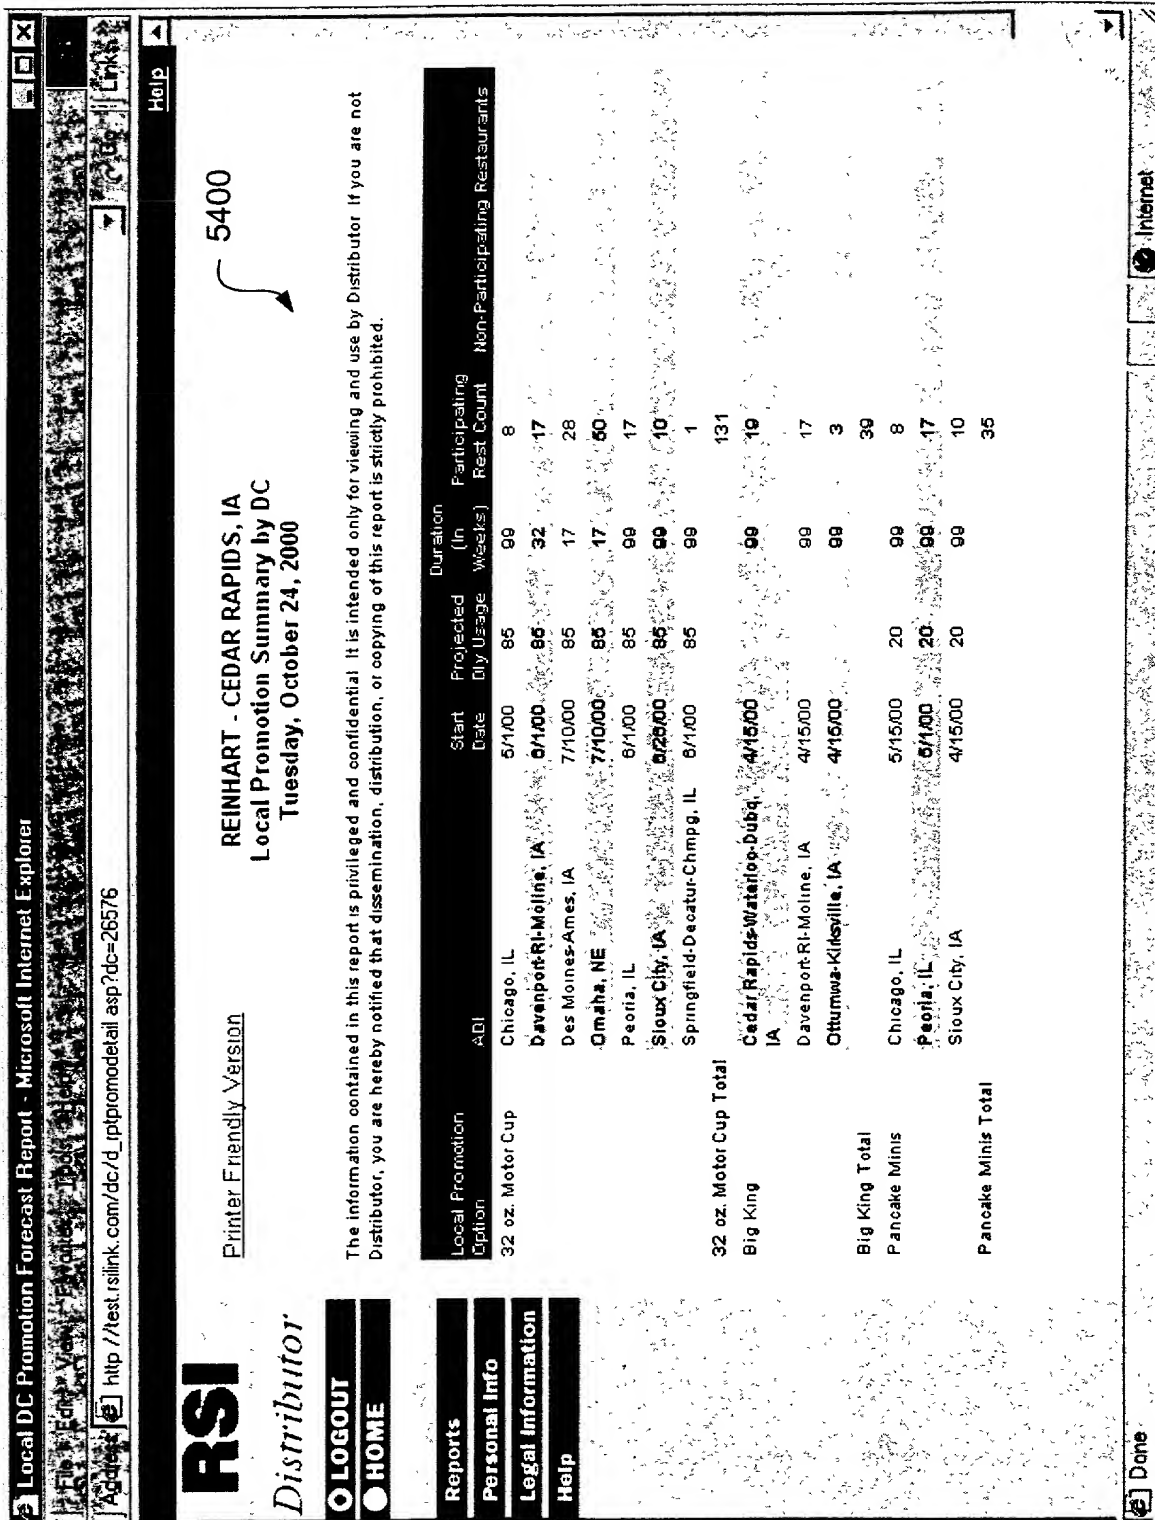 Local DC Promotion Forecast Report - Microsoft Internet Explorer
File Edit View Favorites Tools Help
Address http //test.rsilink.com/dc/d_rptpromodetail asp?dc=26576 Go Links
Help
RSI
Distributor
LOGOUT
HOME
Reports
Personal Info
Legal Information
Help
Printer Friendly Version
REINHART - CEDAR RAPIDS, IA
Local Promotion Summary by DC
Tuesday, October 24, 2000
5400
The information contained in this report is privileged and confidential It is intended only for viewing and use by Distributor If you are not
Distributor, you are hereby notified that dissemination, distribution, or copying of this report is strictly prohibited.
Local Promotion Option ADI Start Date Projected Dly Usage Duration (In Weeks) Participating Rest Count Non-Participating Restaurants
32 oz. Motor Cup Chicago, IL 5/1/00 85 99 8
Davenport-RI-Moline, IA 6/1/00 85 32 17
Des Moines-Ames, IA 7/10/00 85 17 28
Omaha, NE 7/10/00 85 17 50
Peoria, IL 6/1/00 85 99 17
Sioux City, IA 85 99 10
Springfield-Decatur-Chmpg, IL 6/1/00 85 99 1
32 oz. Motor Cup Total 131
Big King Cedar Rapids-Waterloo-Dubq, IA 4/15/00 99 19
Davenport-RI-Moline, IA 4/15/00 99 17
Ottumwa-Kirksville, IA 4/15/00 99 3
Big King Total 39
Pancake Minis Chicago, IL 5/15/00 20 99 8
Peoria, IL 20 99 17
Sioux City, IA 4/15/00 20 99 10
Pancake Minis Total 35
Done Internet